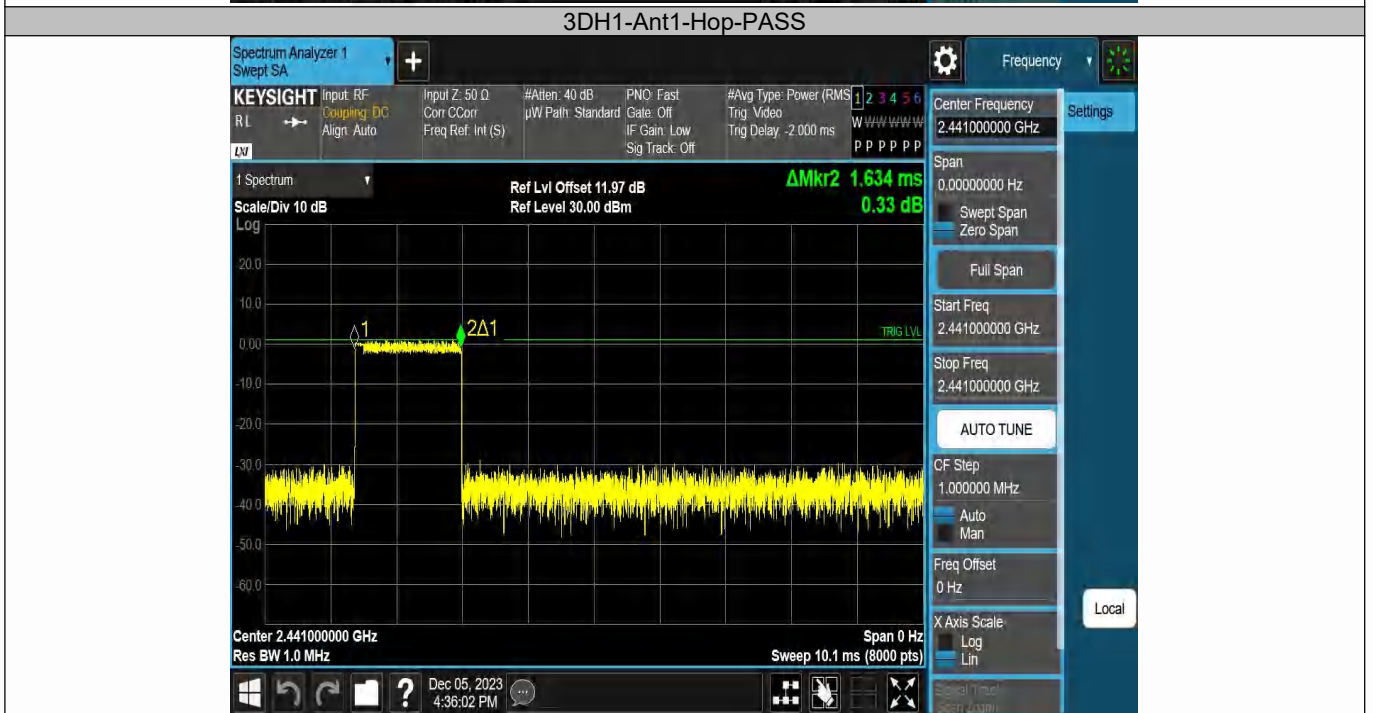 3DH1-Ant1-Hop-PASS
Spectrum Analyzer 1
Swept SA
Frequency
KEYSIGHT
RL
LXI
Input: RF
Coupling: DC
Align: Auto
Input Z: 50 Ω
Corr CCorr
Freq Ref: Int (S)
#Atten: 40 dB
µW Path: Standard
PNO: Fast
Gate: Off
IF Gain: Low
Sig Track: Off
#Avg Type: Power (RMS
Trig: Video
Trig Delay: -2.000 ms
1 2 3 4 5 6
W W W W W W
P P P P P P
1 Spectrum
Scale/Div 10 dB
Log
Ref Lvl Offset 11.97 dB
Ref Level 30.00 dBm
ΔMkr2 1.634 ms
0.33 dB
20.0
10.0
0.00
-10.0
-20.0
-30.0
-40.0
-50.0
-60.0
1
2Δ1
TRIG LVL
Center 2.441000000 GHz
Res BW 1.0 MHz
Span 0 Hz
Sweep 10.1 ms (8000 pts)
Dec 05, 2023
4:36:02 PM
Center Frequency
2.441000000 GHz
Span
0.00000000 Hz
Swept Span
Zero Span
Full Span
Start Freq
2.441000000 GHz
Stop Freq
2.441000000 GHz
AUTO TUNE
CF Step
1.000000 MHz
Auto
Man
Freq Offset
0 Hz
X Axis Scale
Log
Lin
Signal Track
Settings
Local